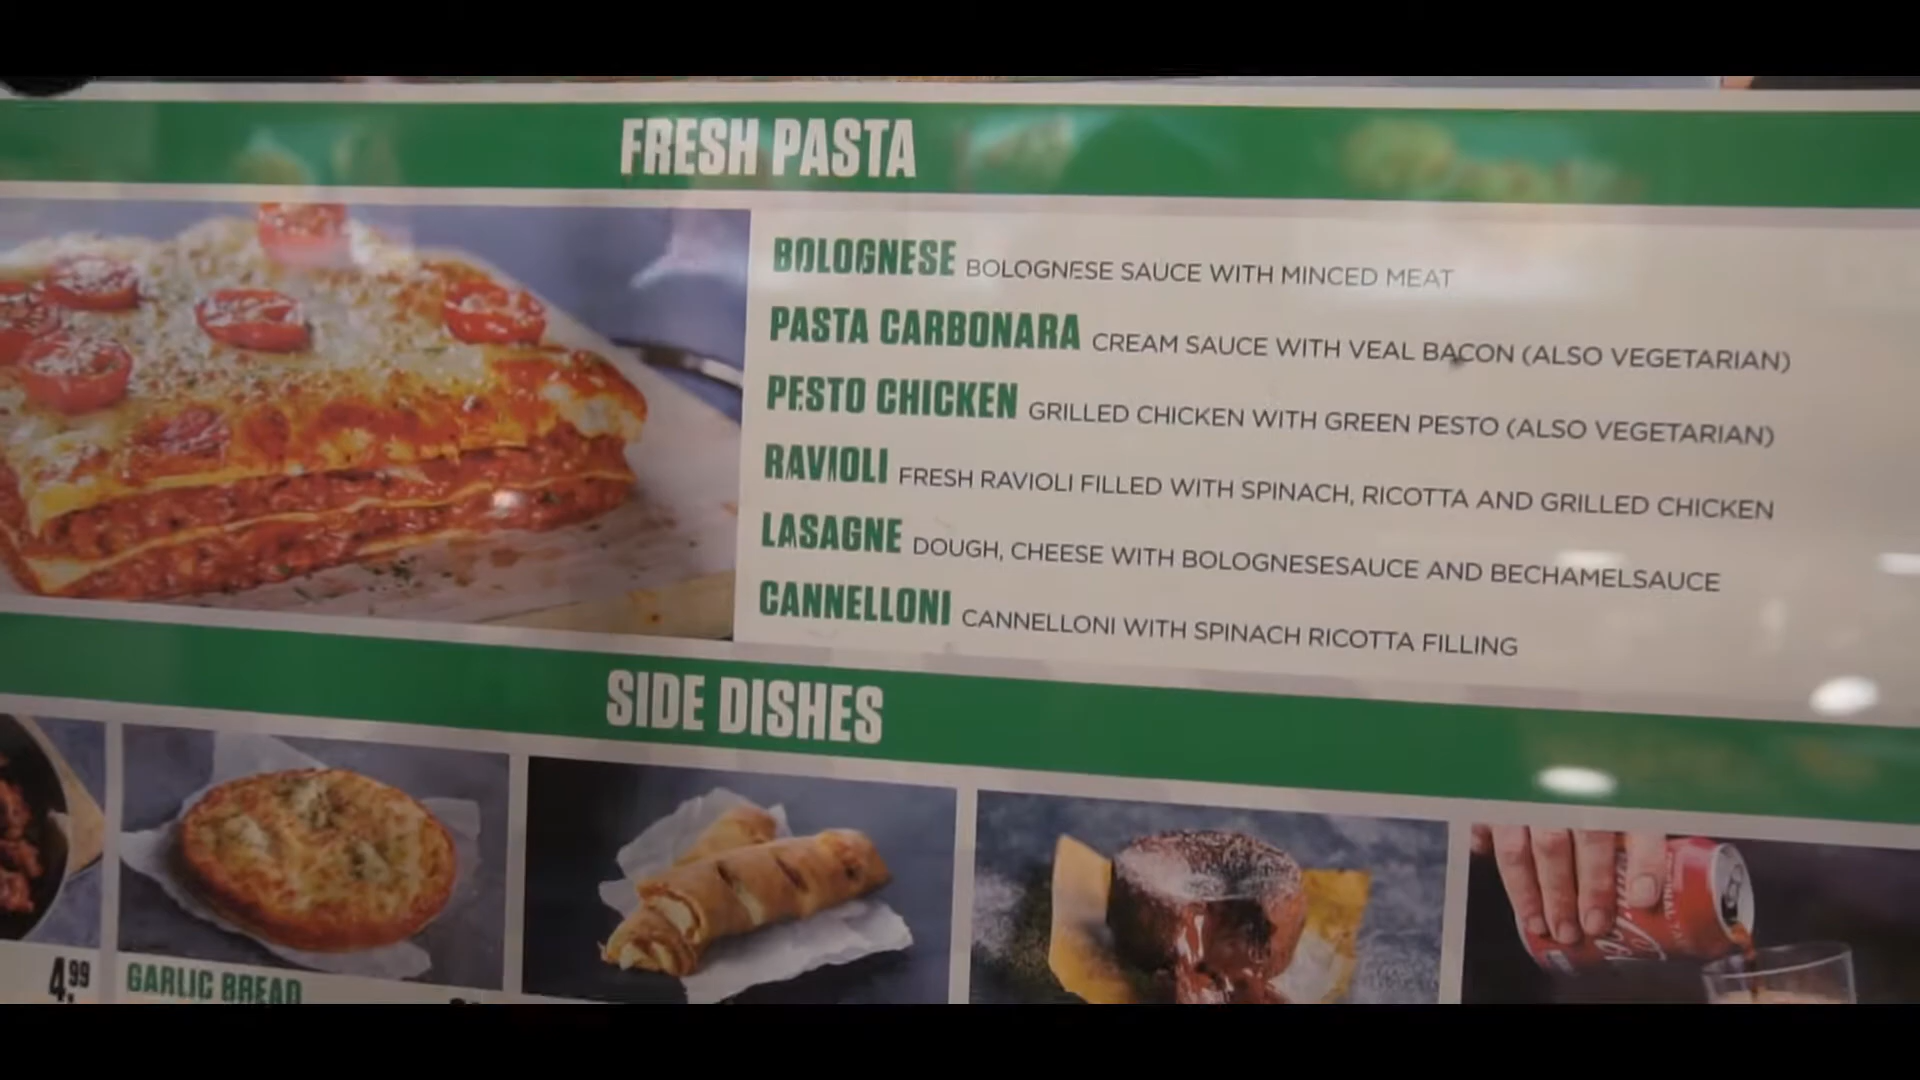 FRESH PASTA
BOLOGNESE BOLOGNESE SAUCE WITH MINCED MEAT
PASTA CARBONARA CREAM SAUCE WITH VEAL BACON (ALSO VEGETARIAN)
PESTO CHICKEN GRILLED CHICKEN WITH GREEN PESTO (ALSO VEGETARIAN)
RAVIOLI FRESH RAVIOLI FILLED WITH SPINACH, RICOTTA AND GRILLED CHICKEN
LASAGNE DOUGH, CHEESE WITH BOLOGNESESAUCE AND BECHAMELSAUCE
CANNELLONI CANNELLONI WITH SPINACH RICOTTA FILLING
SIDE DISHES
4.99
GARLIC BREAD